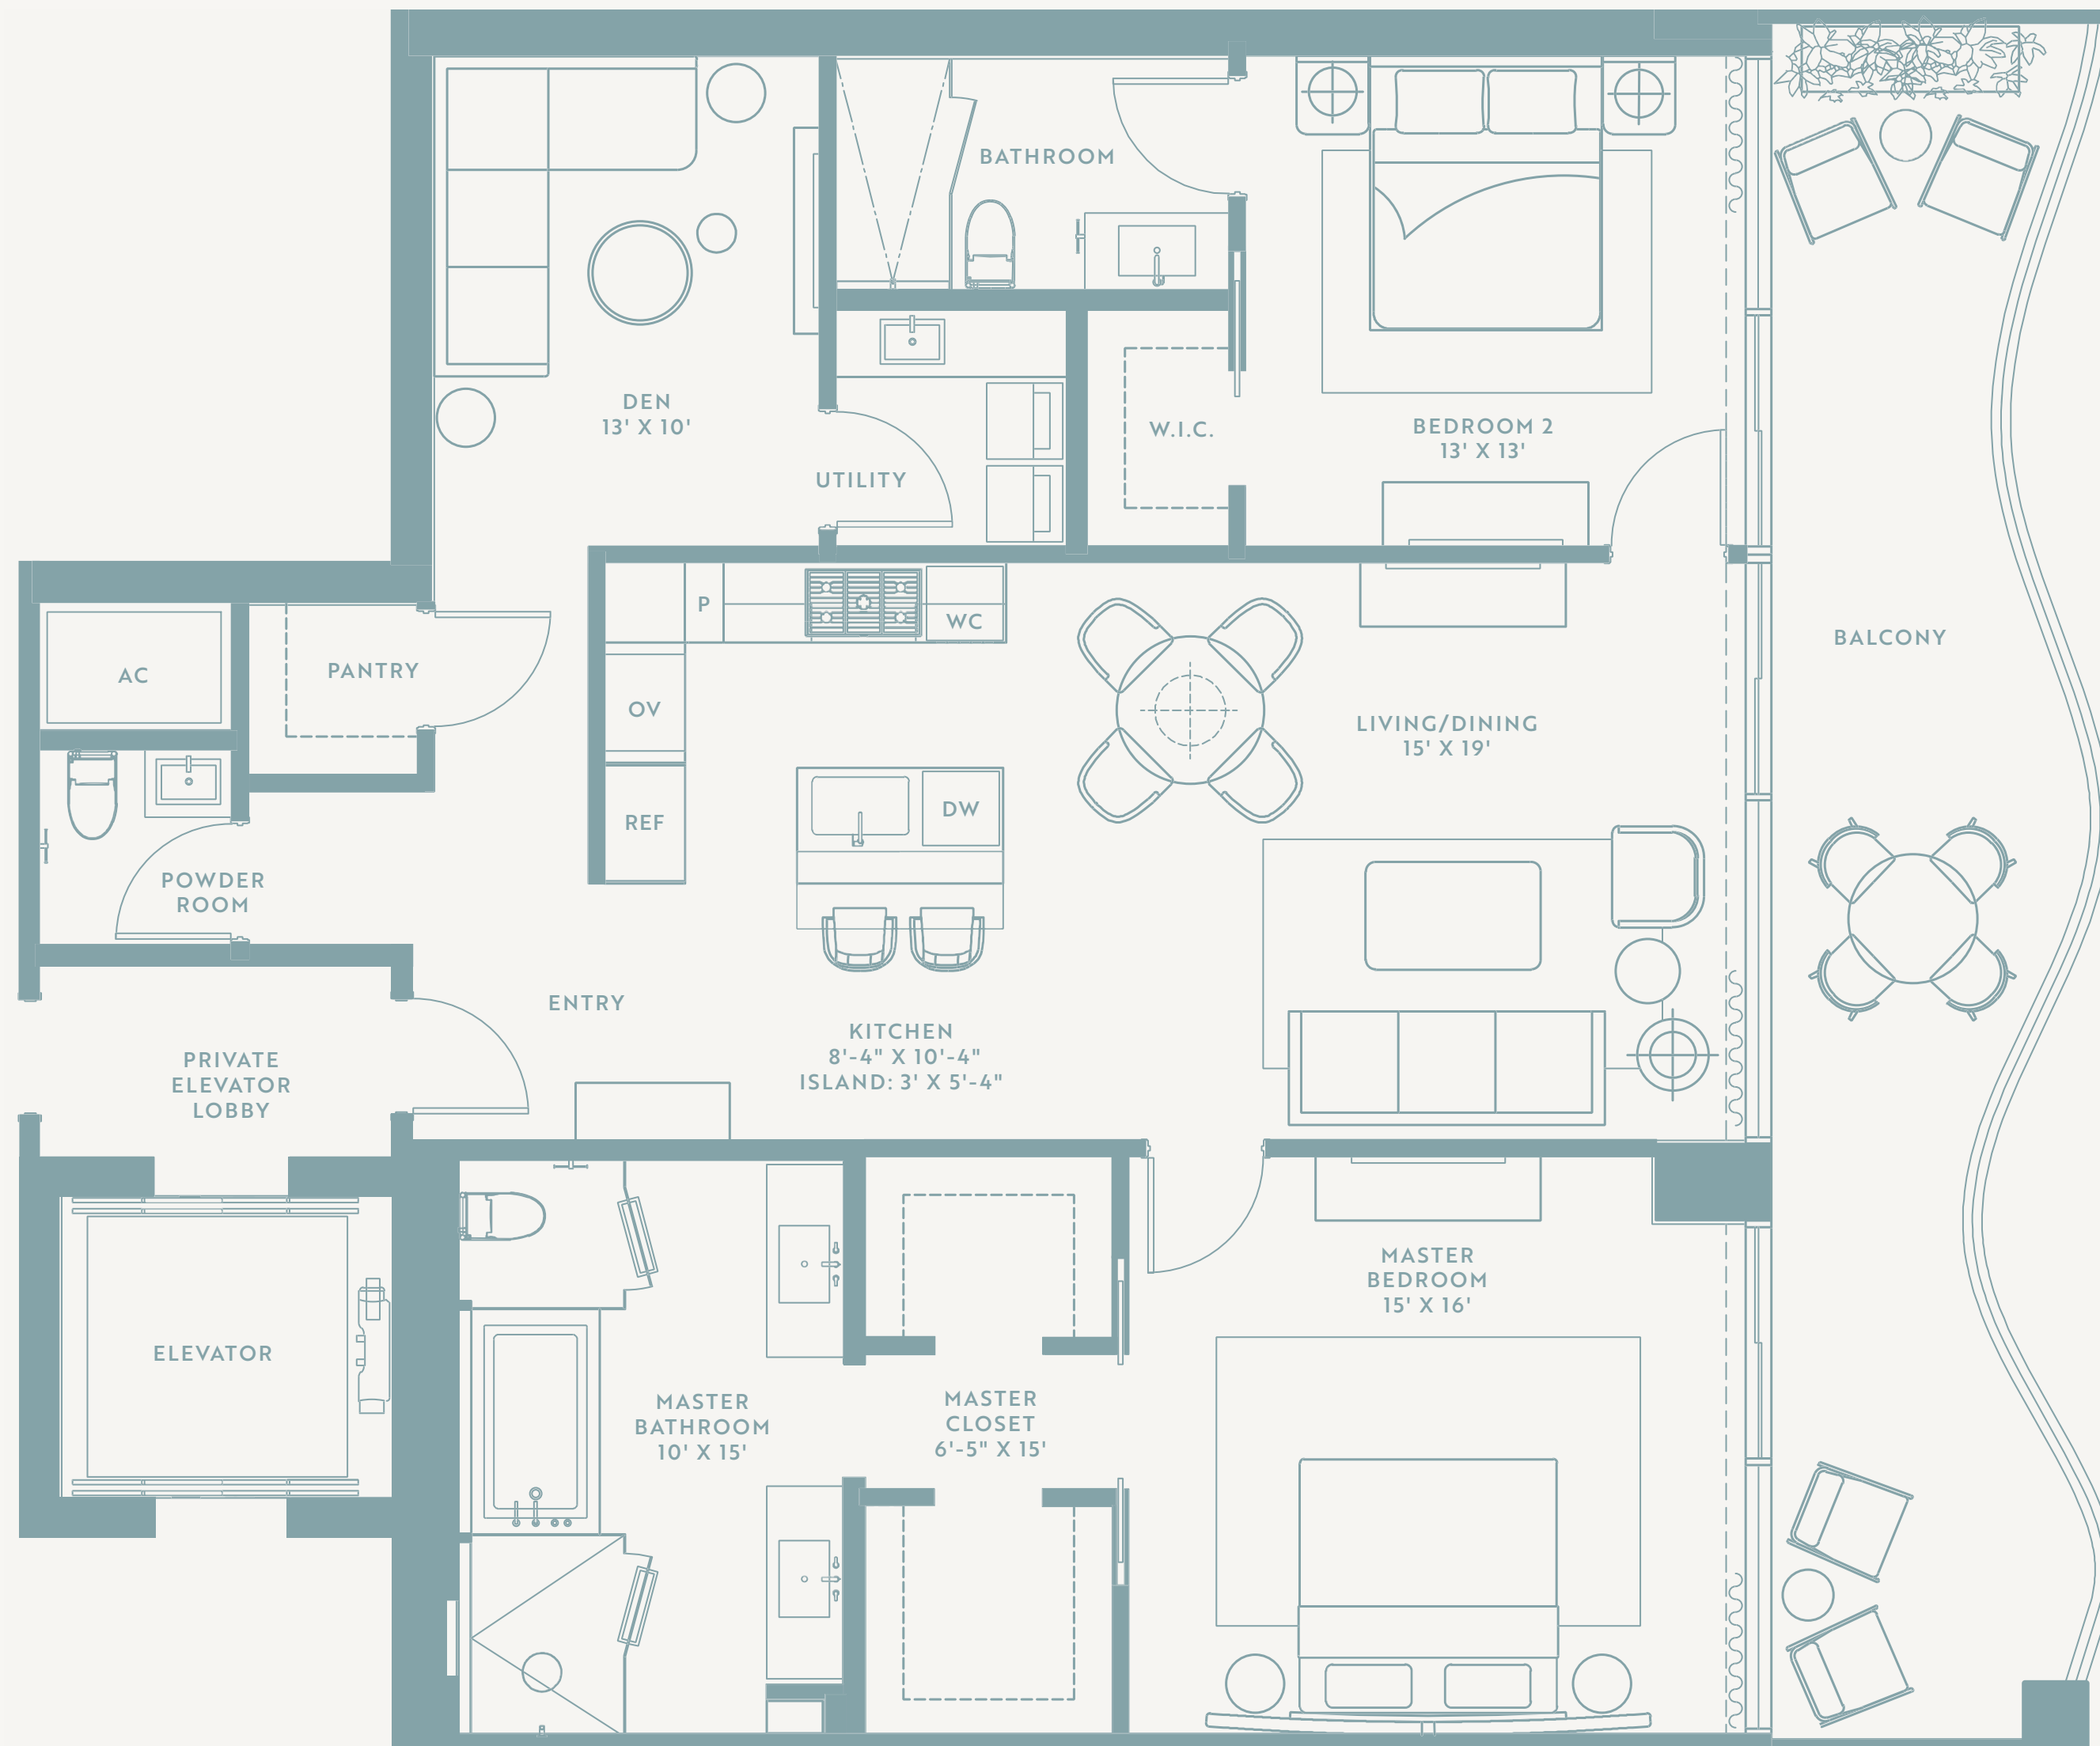 BATHROOM
DEN
13' X 10'
UTILITY
W.I.C.
BEDROOM 2
13' X 13'
BALCONY
AC
PANTRY
P
WC
OV
REF
DW
LIVING/DINING
15' X 19'
POWDER
ROOM
ENTRY
KITCHEN
8'-4" X 10'-4"
ISLAND: 3' X 5'-4"
PRIVATE
ELEVATOR
LOBBY
ELEVATOR
MASTER
BATHROOM
10' X 15'
MASTER
CLOSET
6'-5" X 15'
MASTER
BEDROOM
15' X 16'